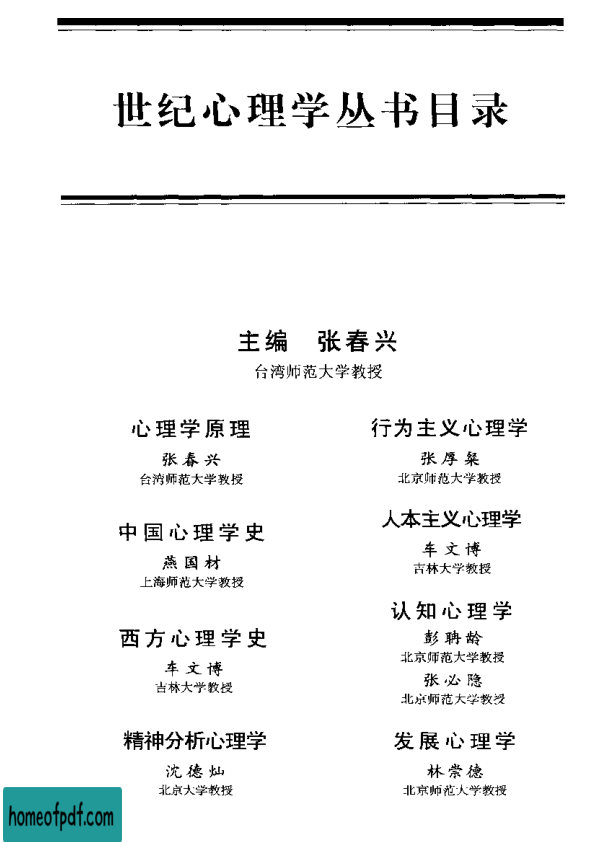 世纪心理学丛书目录
主编 张春兴
台湾师范大学教授
心理学原理
张春兴
台湾师范大学教授
中国心理学史
燕国材
上海师范大学教授
西方心理学史
车文博
吉林大学教授
精神分析心理学
沈德灿
北京大学教授
行为主义心理学
张厚粲
北京师范大学教授
人本主义心理学
车文博
吉林大学教授
认知心理学
彭聃龄
北京师范大学教授
张必隐
北京师范大学教授
发展心理学
林崇德
北京师范大学教授
homeofpdf.com